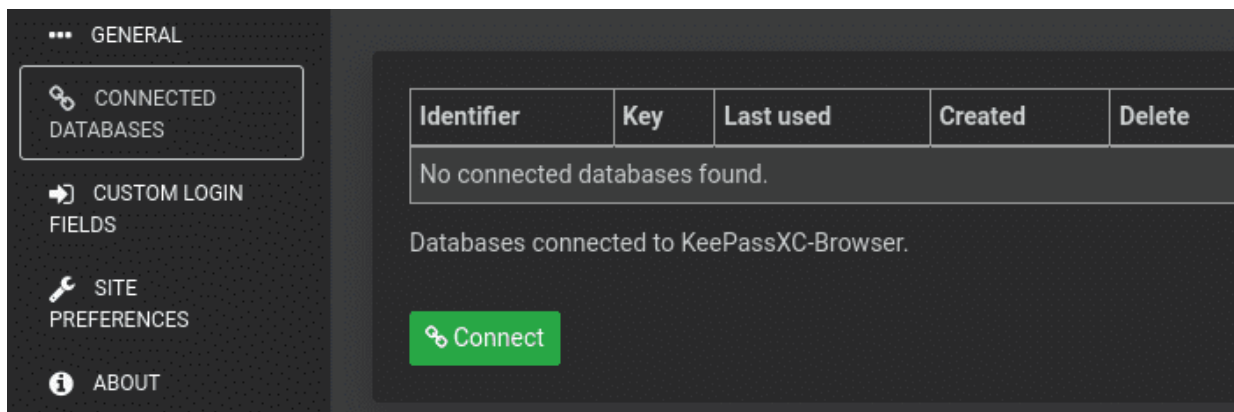 GENERAL
CONNECTED
DATABASES
CUSTOM LOGIN
FIELDS
SITE
PREFERENCES
ABOUT
Identifier Key Last used Created Delete
No connected databases found.
Databases connected to KeePassXC-Browser.
Connect